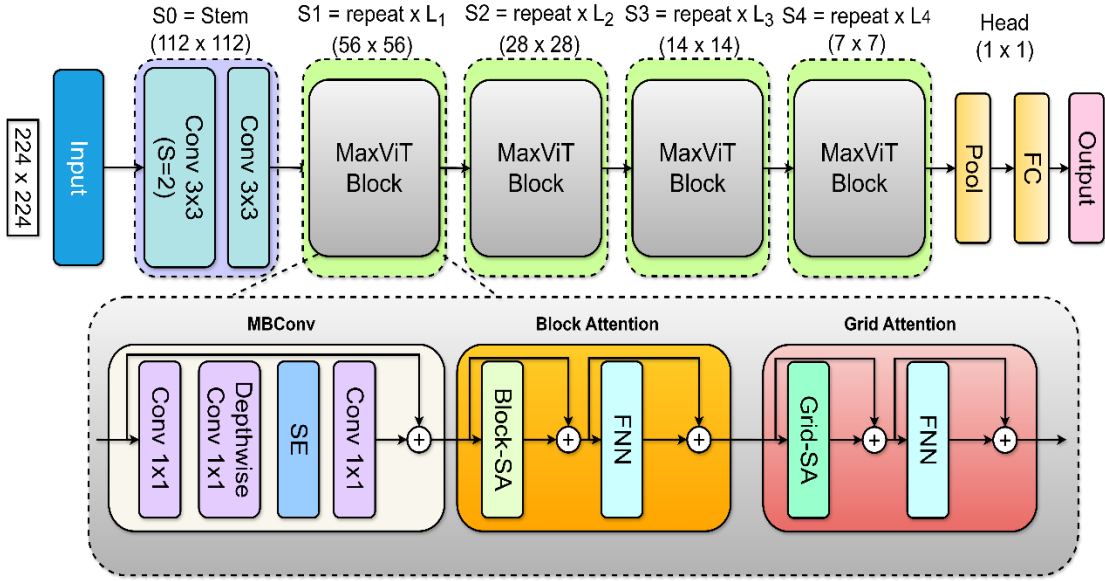 S0 = Stem
(112 x 112)
S1 = repeat x L1
(56 x 56)
S2 = repeat x L2
(28 x 28)
S3 = repeat x L3
(14 x 14)
S4 = repeat x L4
(7 x 7)
Head
(1 x 1)
224 x 224
Input
Conv 3x3
(S=2)
Conv 3x3
MaxViT
Block
MaxViT
Block
MaxViT
Block
MaxViT
Block
Pool
FC
Output
MBConv
Block Attention
Grid Attention
Conv 1x1
Depthwise
Conv 1x1
SE
Conv 1x1
+
Block-SA
+
FNN
+
Grid-SA
+
FNN
+